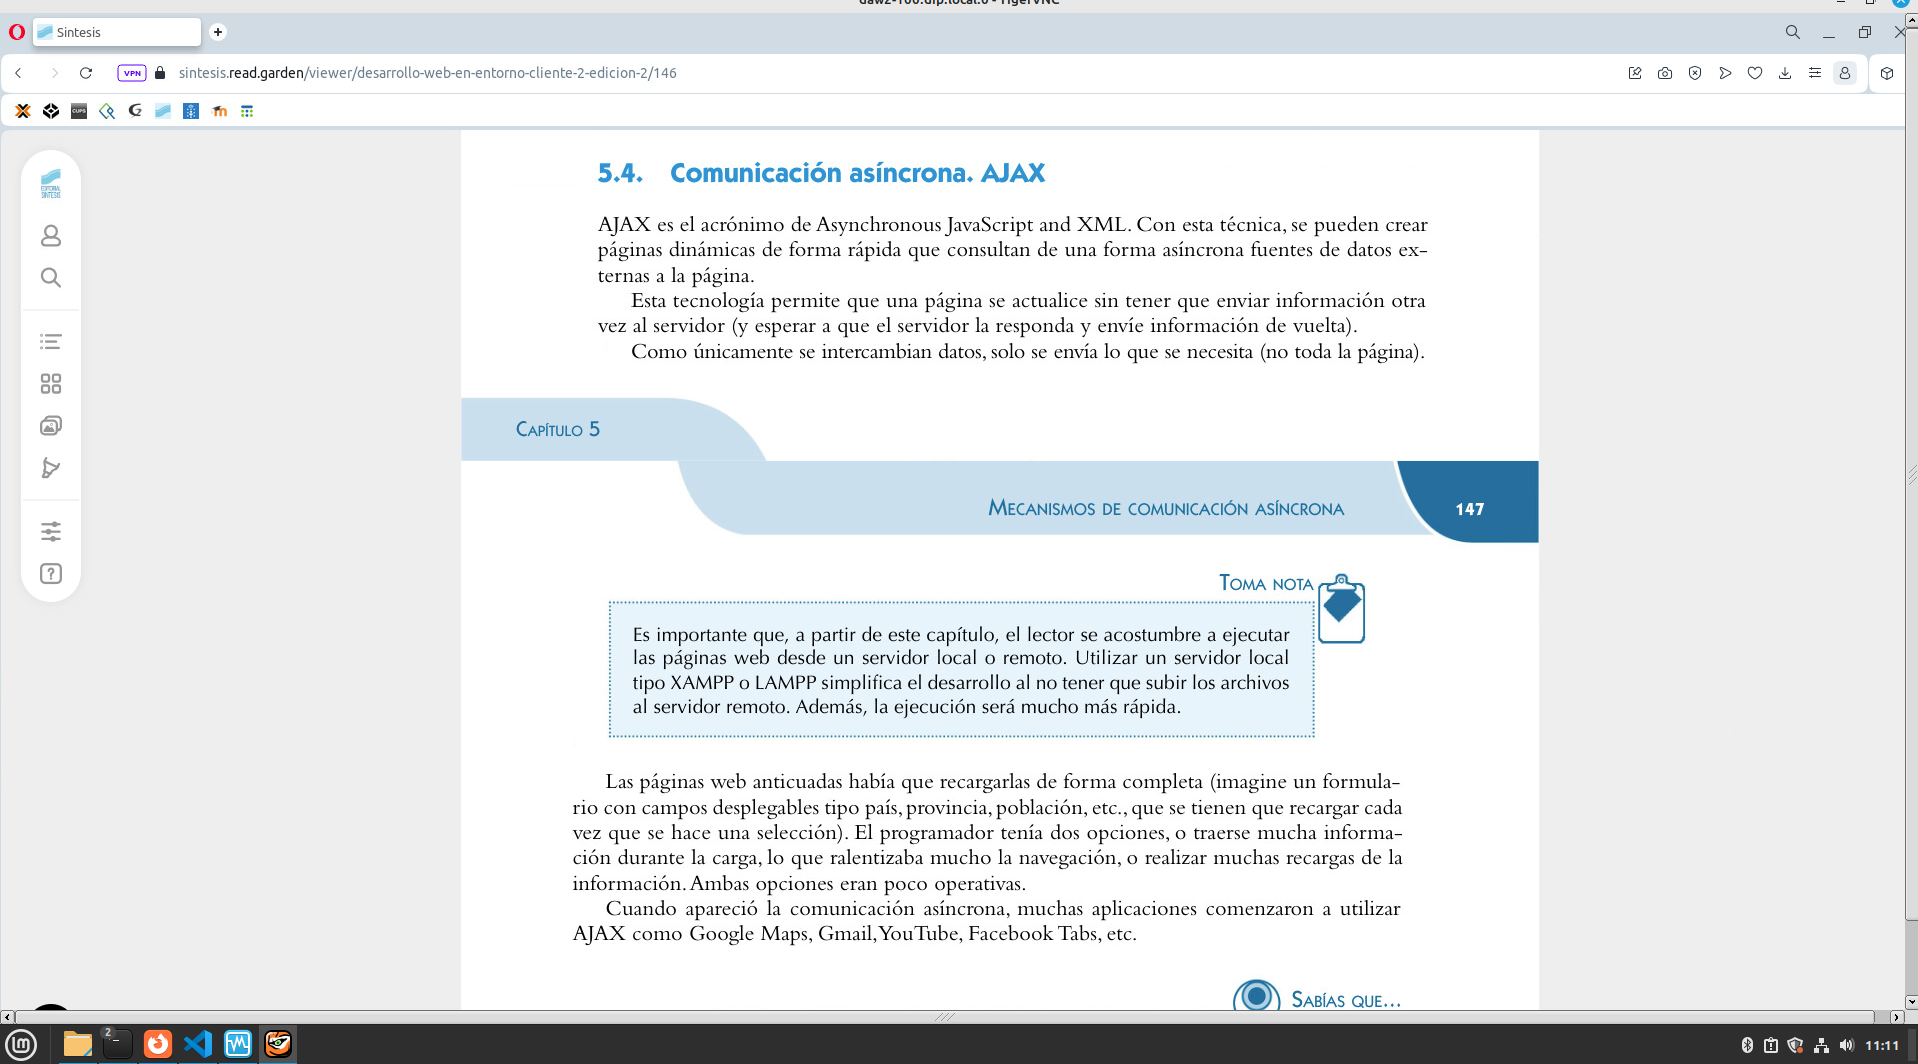 daw2-100.dip.local:0 - TigerVNC
Sintesis
VPN
sintesis.read.garden/viewer/desarrollo-web-en-entorno-cliente-2-edicion-2/146
CUPS
EDITORIAL
SINTESIS
5.4. Comunicación asíncrona. AJAX
AJAX es el acrónimo de Asynchronous JavaScript and XML. Con esta técnica, se pueden crear
páginas dinámicas de forma rápida que consultan de una forma asíncrona fuentes de datos ex-
ternas a la página.
Esta tecnología permite que una página se actualice sin tener que enviar información otra
vez al servidor (y esperar a que el servidor la responda y envíe información de vuelta).
Como únicamente se intercambian datos, solo se envía lo que se necesita (no toda la página).
Capítulo 5
Mecanismos de comunicación asíncrona
147
Toma nota
Es importante que, a partir de este capítulo, el lector se acostumbre a ejecutar
las páginas web desde un servidor local o remoto. Utilizar un servidor local
tipo XAMPP o LAMPP simplifica el desarrollo al no tener que subir los archivos
al servidor remoto. Además, la ejecución será mucho más rápida.
Las páginas web anticuadas había que recargarlas de forma completa (imagine un formula-
rio con campos desplegables tipo país, provincia, población, etc., que se tienen que recargar cada
vez que se hace una selección). El programador tenía dos opciones, o traerse mucha informa-
ción durante la carga, lo que ralentizaba mucho la navegación, o realizar muchas recargas de la
información. Ambas opciones eran poco operativas.
Cuando apareció la comunicación asíncrona, muchas aplicaciones comenzaron a utilizar
AJAX como Google Maps, Gmail, YouTube, Facebook Tabs, etc.
Sabías que...
2
11:11